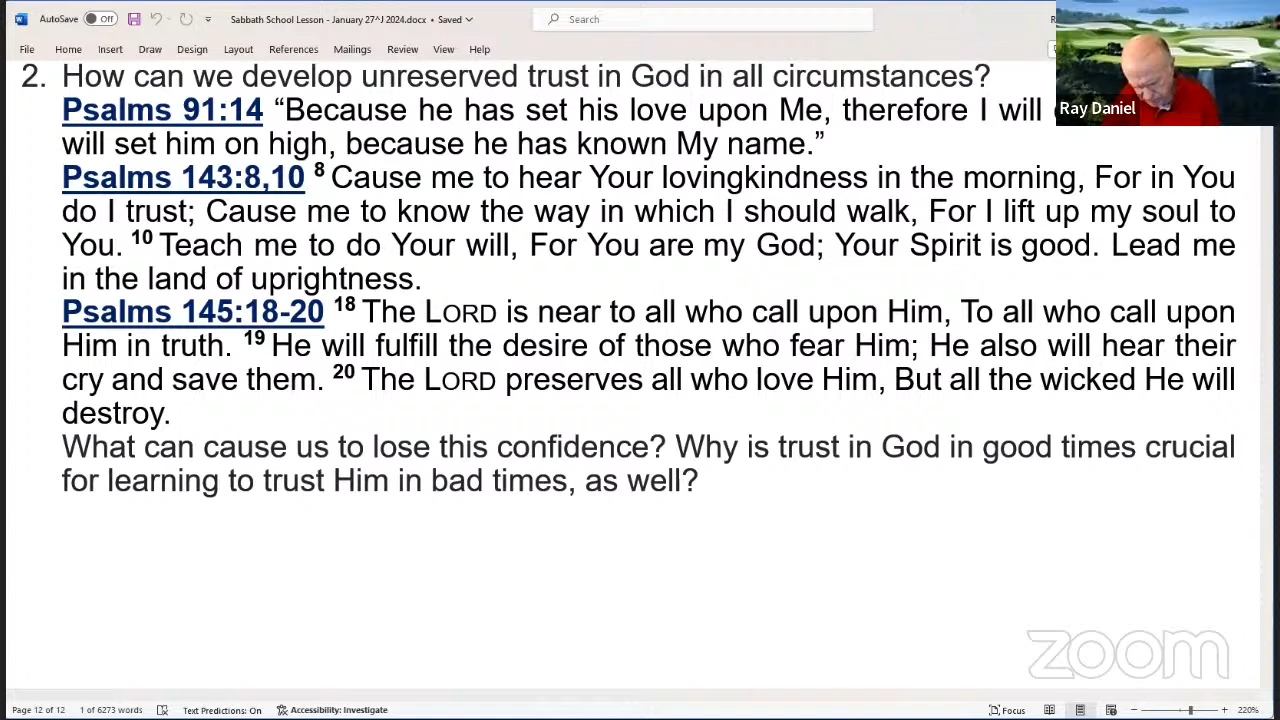 AutoSave Off Sabbath School Lesson - January 27^J 2024.docx • Saved Search
File Home Insert Draw Design Layout References Mailings Review View Help
Ray Daniel
2. How can we develop unreserved trust in God in all circumstances?
Psalms 91:14 “Because he has set his love upon Me, therefore I will
will set him on high, because he has known My name.”
Psalms 143:8,10 8 Cause me to hear Your lovingkindness in the morning, For in You
do I trust; Cause me to know the way in which I should walk, For I lift up my soul to
You. 10 Teach me to do Your will, For You are my God; Your Spirit is good. Lead me
in the land of uprightness.
Psalms 145:18-20 18 The LORD is near to all who call upon Him, To all who call upon
Him in truth. 19 He will fulfill the desire of those who fear Him; He also will hear their
cry and save them. 20 The LORD preserves all who love Him, But all the wicked He will
destroy.
What can cause us to lose this confidence? Why is trust in God in good times crucial
for learning to trust Him in bad times, as well?
zoom
Page 12 of 12 1 of 6273 words Text Predictions: On Accessibility: Investigate Focus 220%